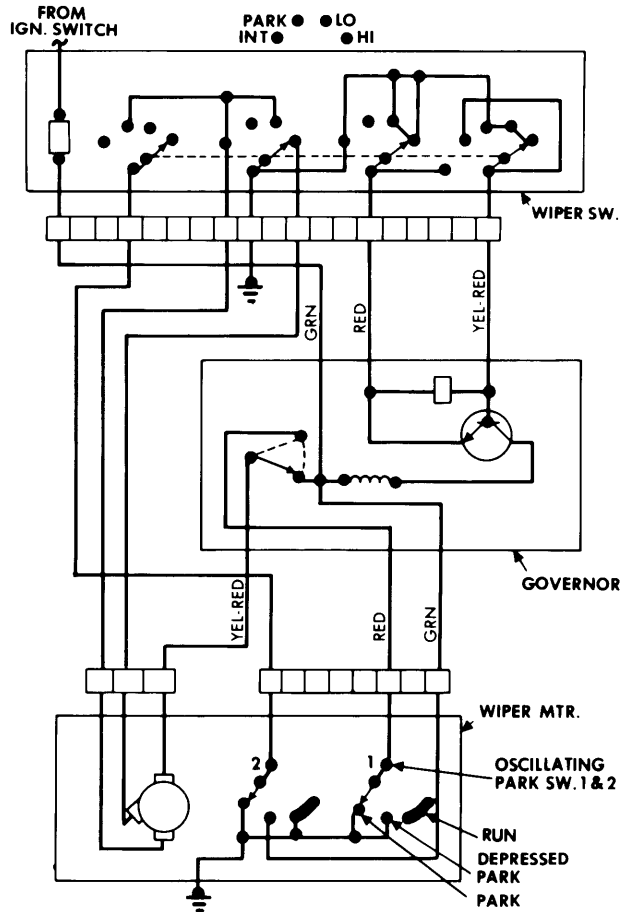 FROM
IGN. SWITCH
PARK LO
INT HI
WIPER SW.
GRN
RED
YEL-RED
GOVERNOR
YEL-RED
RED
GRN
WIPER MTR.
2
1
OSCILLATING
PARK SW. 1 & 2
RUN
DEPRESSED
PARK
PARK